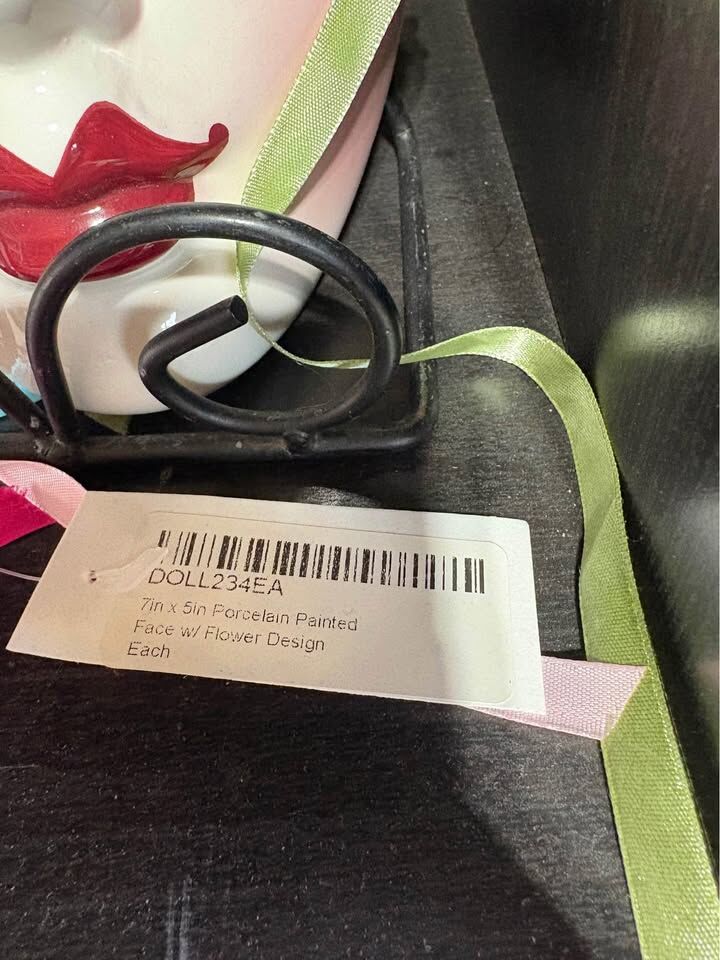 DOLL234EA
7in x 5in Porcelain Painted
Face w/ Flower Design
Each